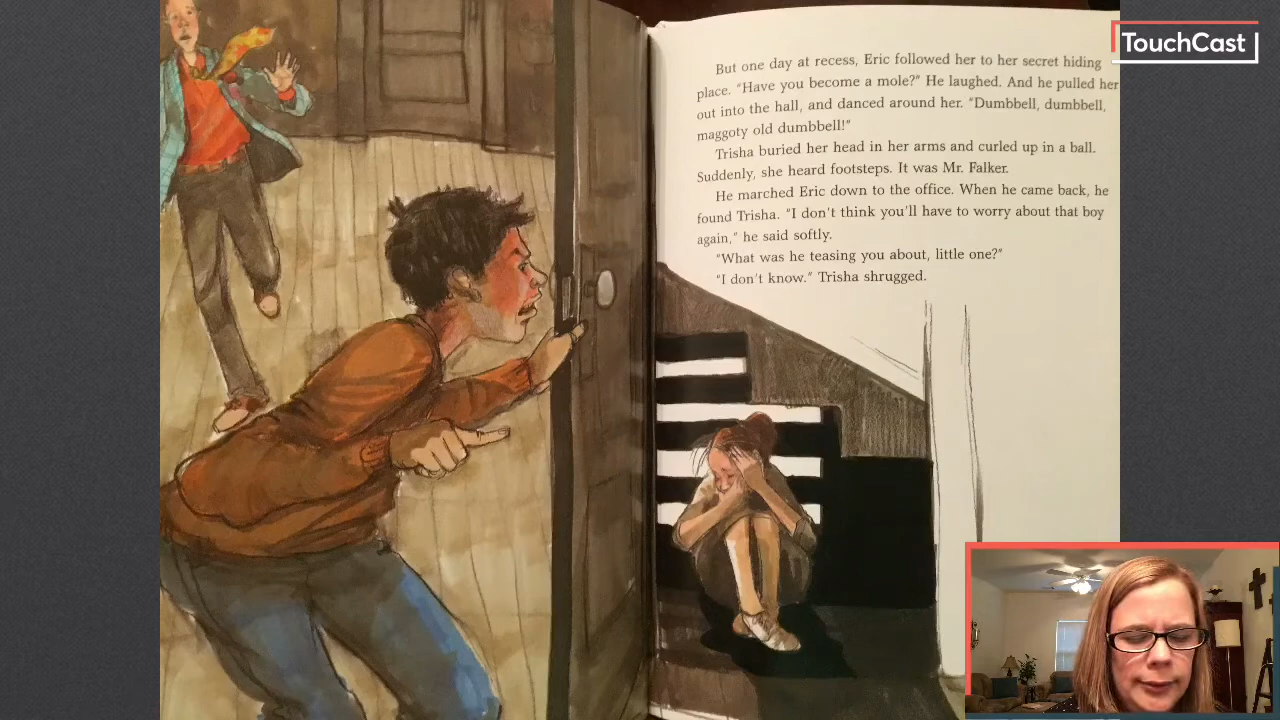 TouchCast
But one day at recess, Eric followed her to her secret hiding
place. “Have you become a mole?” He laughed. And he pulled her
out into the hall, and danced around her. “Dumbbell, dumbbell,
maggoty old dumbbell!”
Trisha buried her head in her arms and curled up in a ball.
Suddenly, she heard footsteps. It was Mr. Falker.
He marched Eric down to the office. When he came back, he
found Trisha. “I don’t think you’ll have to worry about that boy
again,” he said softly.
“What was he teasing you about, little one?”
“I don’t know.” Trisha shrugged.